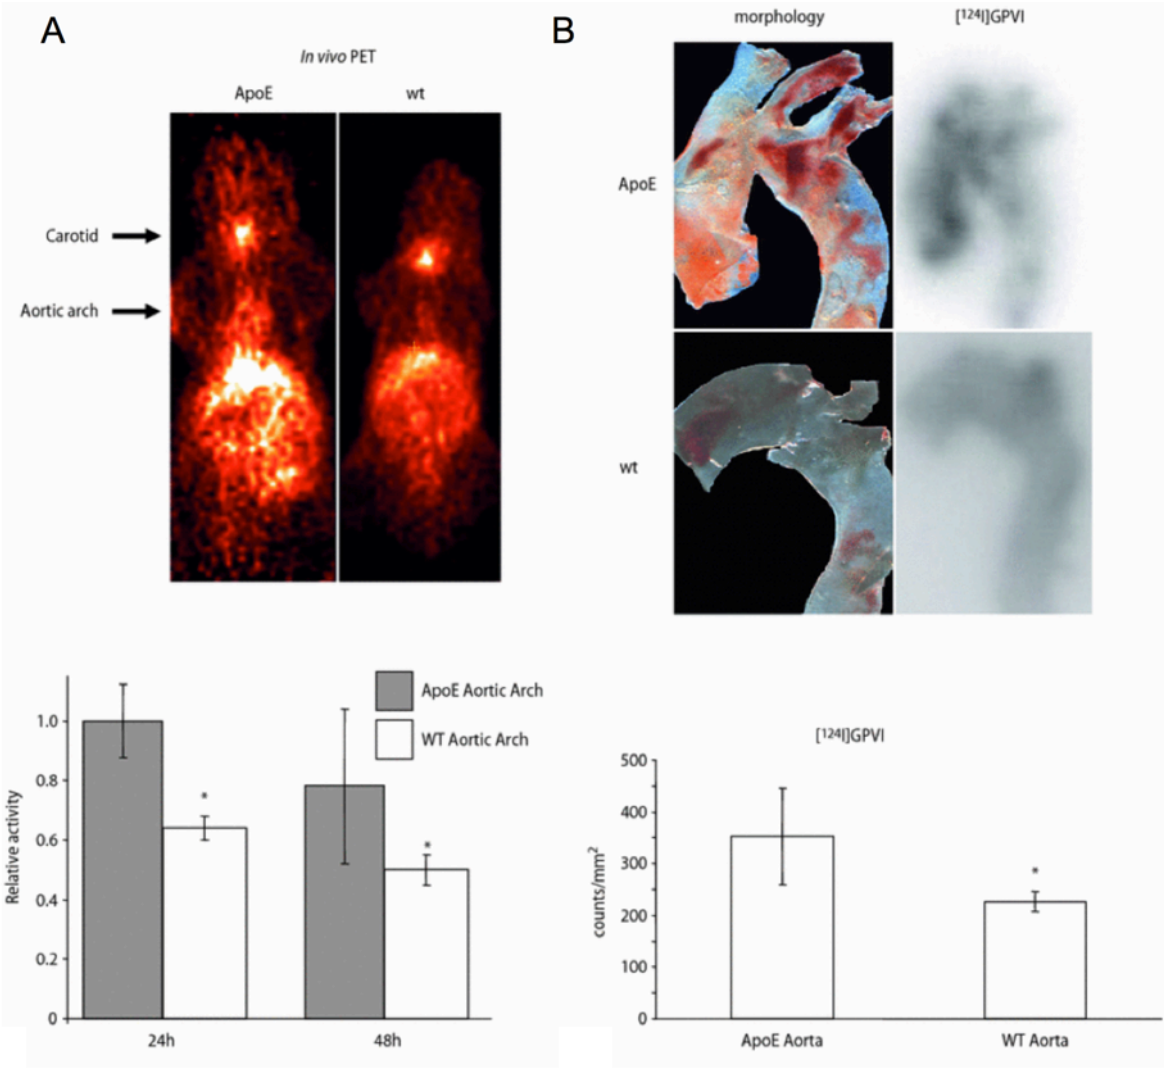 A
In vivo PET
ApoE
wt
Carotid
Aortic arch
B
morphology
[¹²⁴I]GPVI
ApoE
wt
ApoE Aortic Arch
WT Aortic Arch
Relative activity
1.0
0.8
0.6
0.4
0.2
0
*
*
24h
48h
[¹²⁴I]GPVI
counts/mm²
500
400
300
200
100
0
*
ApoE Aorta
WT Aorta